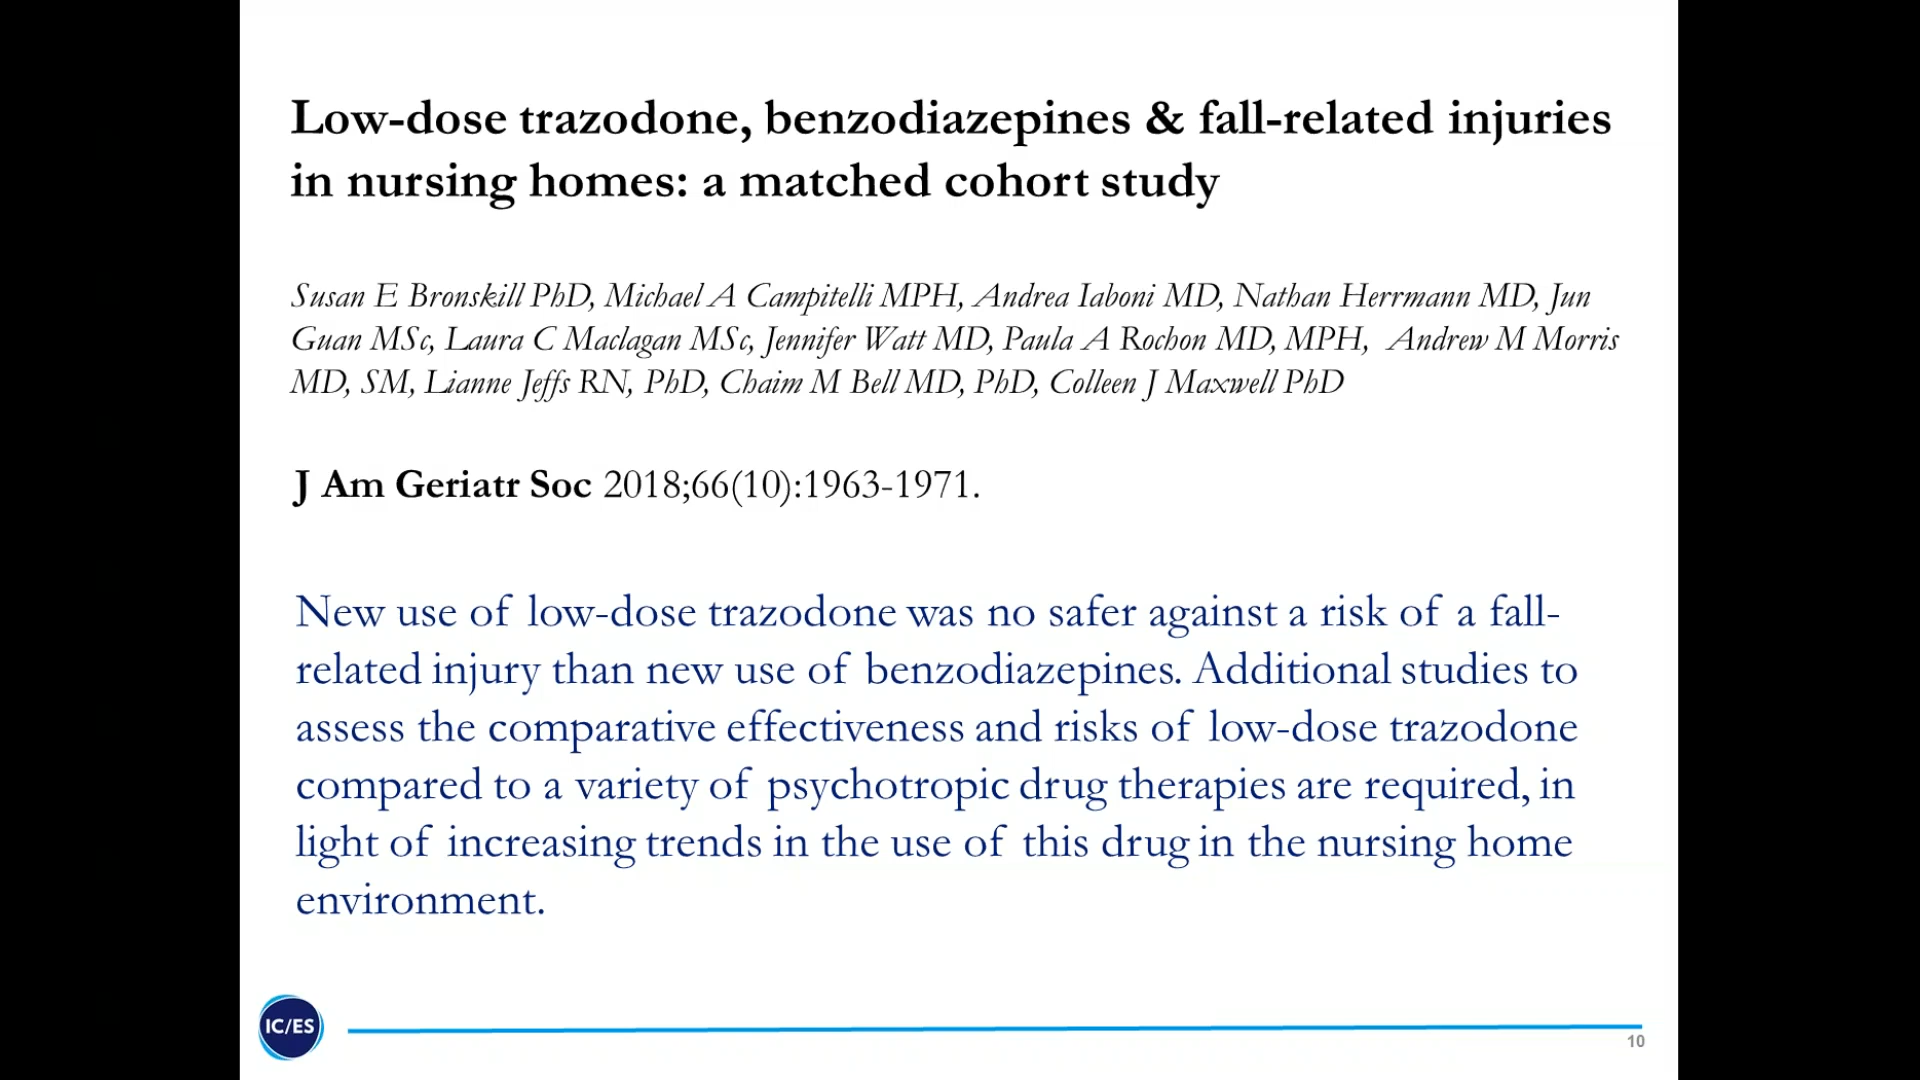 Low-dose trazodone, benzodiazepines & fall-related injuries
in nursing homes: a matched cohort study
Susan E Bronskill PhD, Michael A Campitelli MPH, Andrea Iaboni MD, Nathan Herrmann MD, Jun
Guan MSc, Laura C Maclagan MSc, Jennifer Watt MD, Paula A Rochon MD, MPH, Andrew M Morris
MD, SM, Lianne Jeffs RN, PhD, Chaim M Bell MD, PhD, Colleen J Maxwell PhD
J Am Geriatr Soc 2018;66(10):1963-1971.
New use of low-dose trazodone was no safer against a risk of a fall-
related injury than new use of benzodiazepines. Additional studies to
assess the comparative effectiveness and risks of low-dose trazodone
compared to a variety of psychotropic drug therapies are required, in
light of increasing trends in the use of this drug in the nursing home
environment.
IC/ES
10